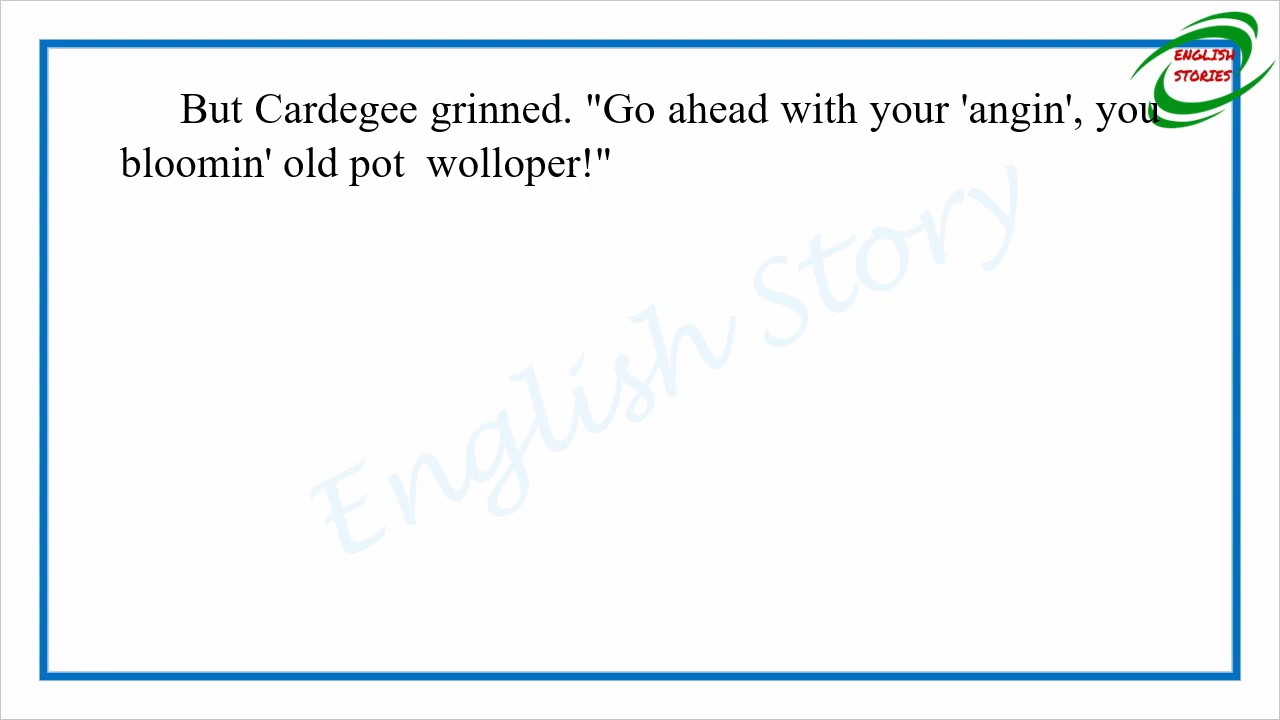 ENGLISH
STORIES
But Cardegee grinned. "Go ahead with your 'angin', you
bloomin' old pot  wolloper!"
English Story